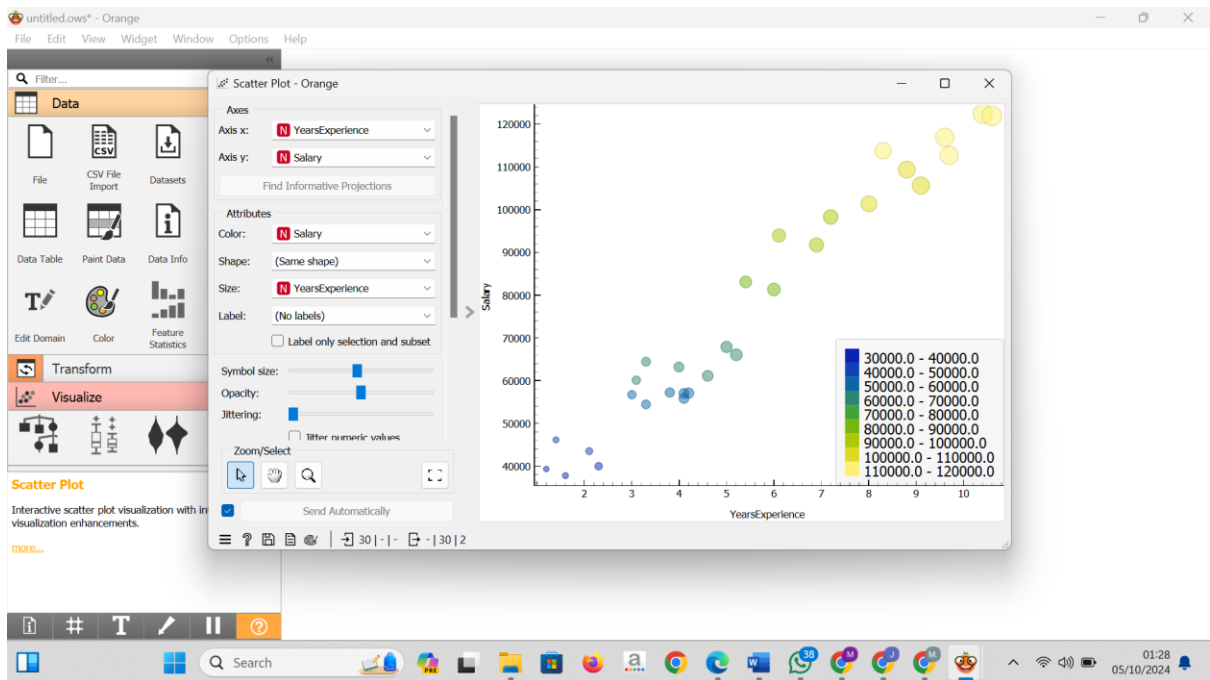 untitled.ows* - Orange
File Edit View Widget Window Options Help
Filter...
Data
File
CSV File Import
Datasets
Data Table
Paint Data
Data Info
Edit Domain
Color
Feature Statistics
Transform
Visualize
Scatter Plot
Interactive scatter plot visualization with in
visualization enhancements.
more...
Scatter Plot - Orange
Axes
Axis x: N YearsExperience
Axis y: N Salary
Find Informative Projections
Attributes
Color: N Salary
Shape: (Same shape)
Size: N YearsExperience
Label: (No labels)
Label only selection and subset
Symbol size:
Opacity:
Jittering:
Jitter numeric values
Zoom/Select
Send Automatically
30 | - | - - | 30 | 2
Salary
120000
110000
100000
90000
80000
70000
60000
50000
40000
2 3 4 5 6 7 8 9 10
YearsExperience
30000.0 - 40000.0
40000.0 - 50000.0
50000.0 - 60000.0
60000.0 - 70000.0
70000.0 - 80000.0
80000.0 - 90000.0
90000.0 - 100000.0
100000.0 - 110000.0
110000.0 - 120000.0
Search
PRE
38
M
J
M
01:28
05/10/2024